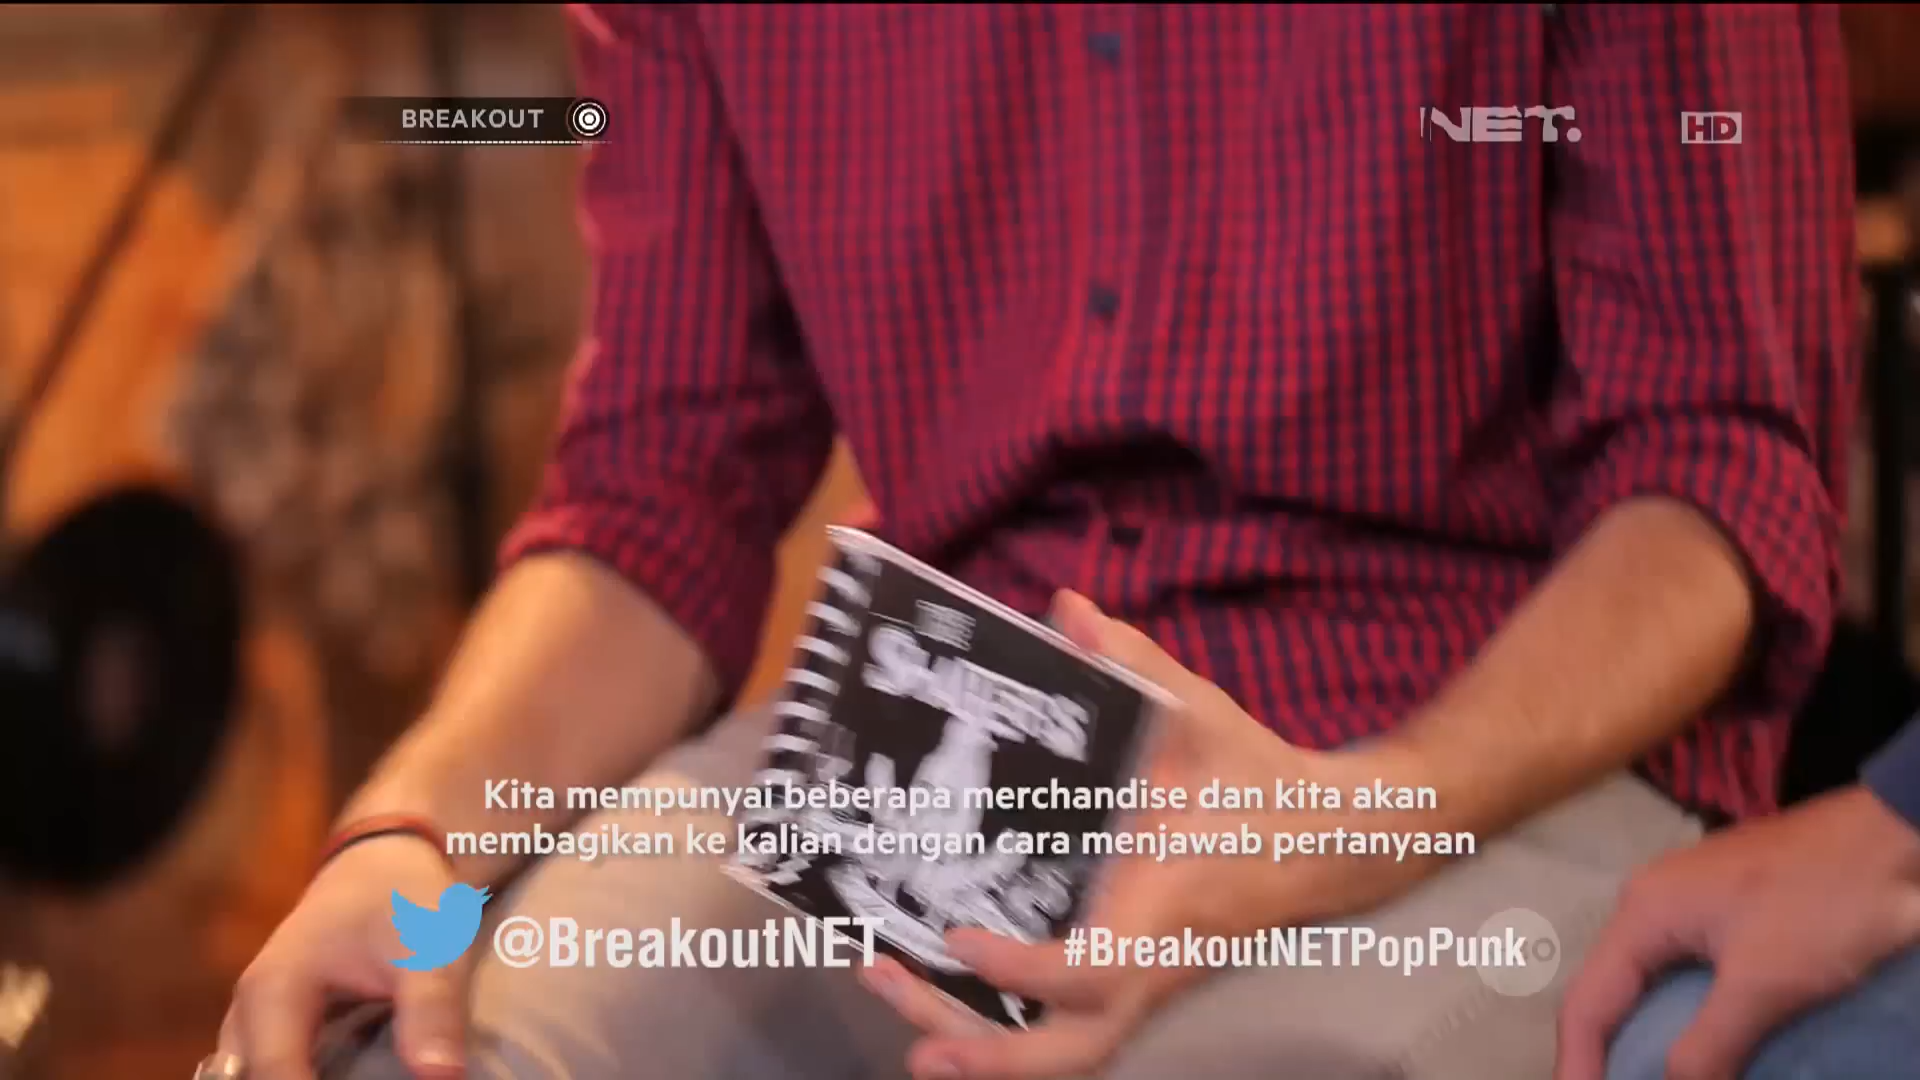 BREAKOUT
NET.
HD
THE
Kita mempunyai beberapa merchandise dan kita akan
membagikan ke kalian dengan cara menjawab pertanyaan
@BreakoutNET
#BreakoutNETPopPunk